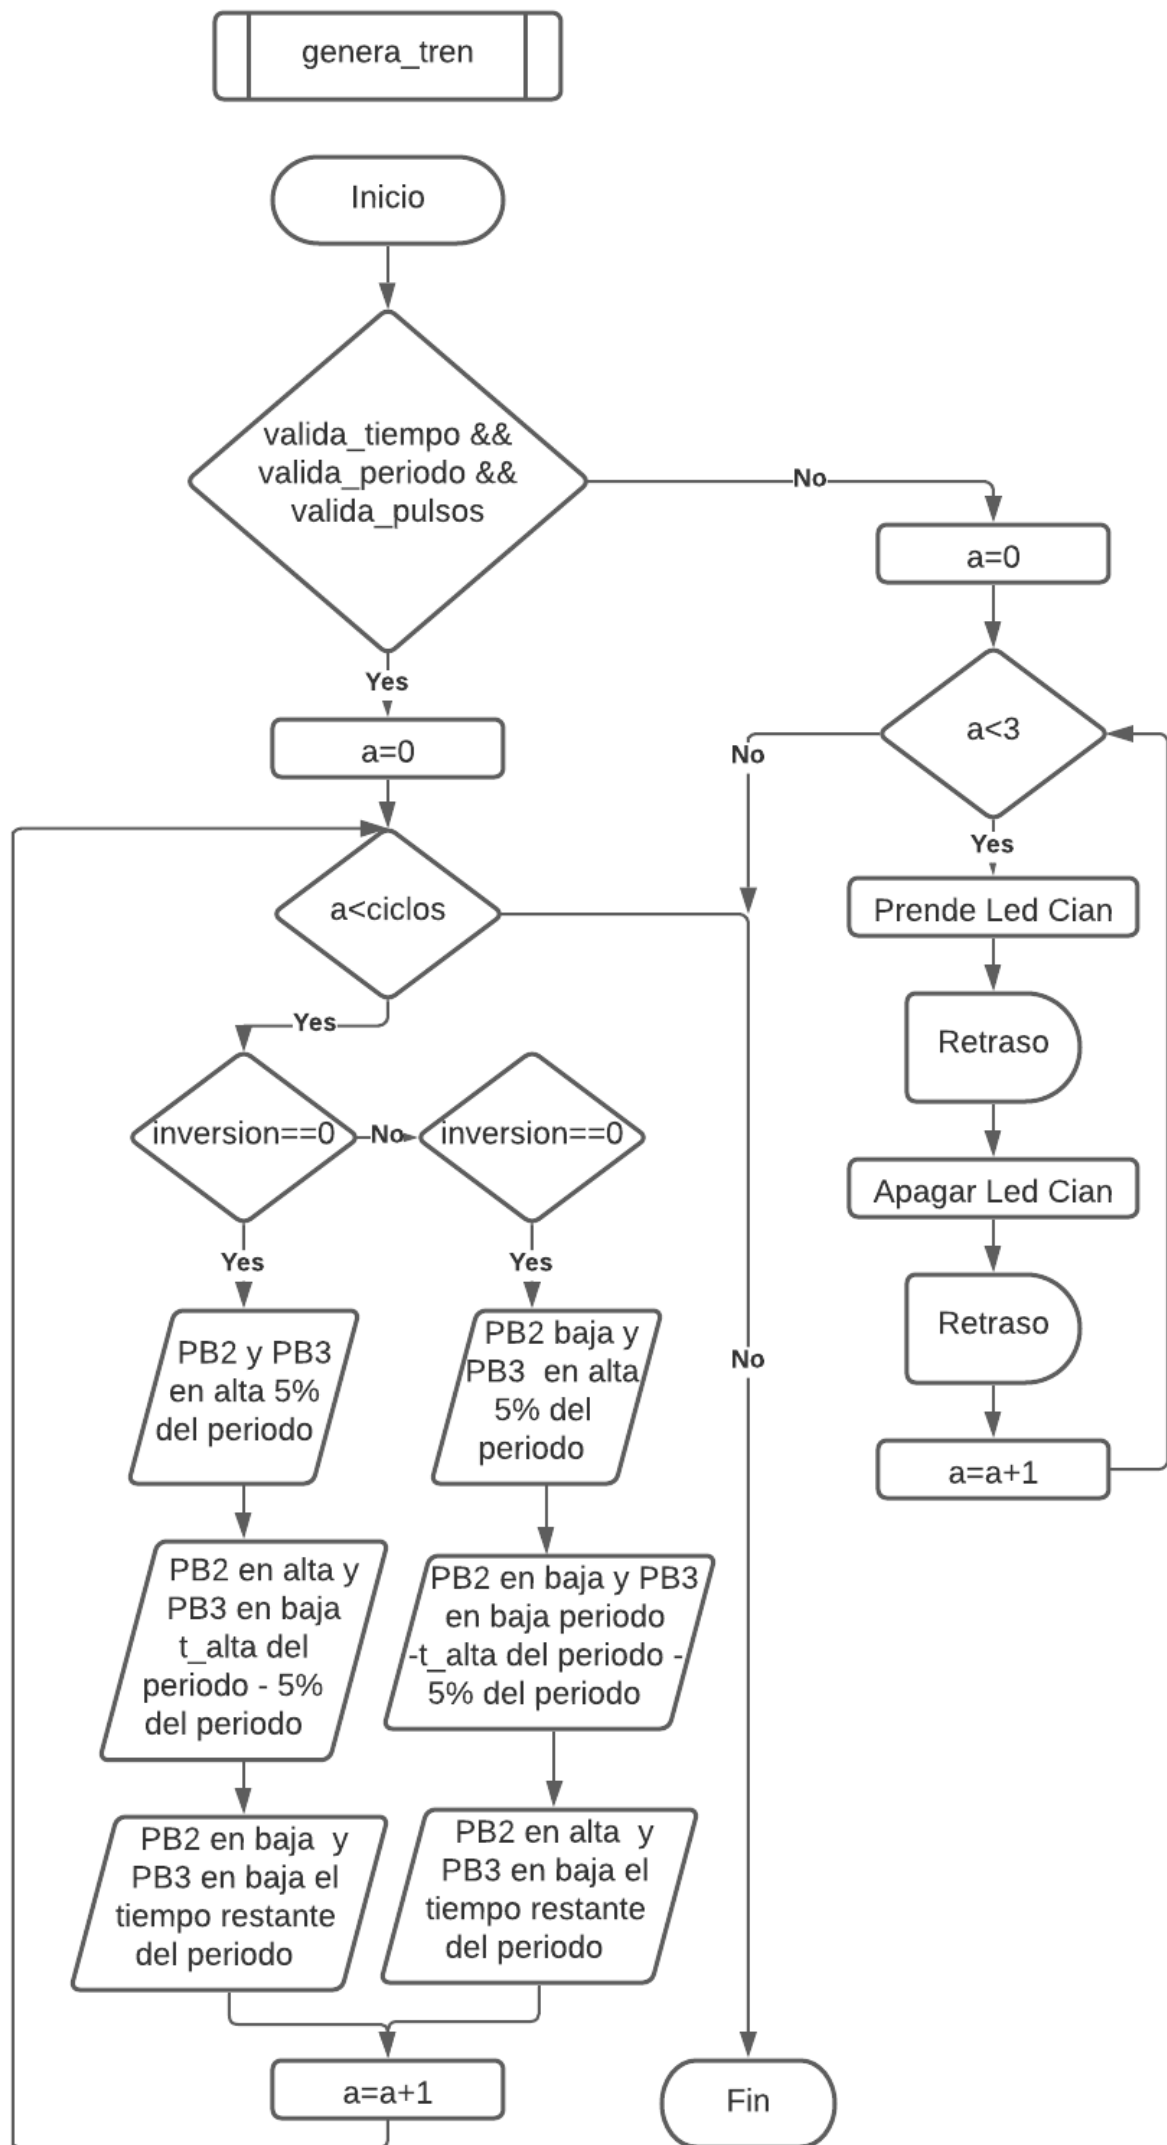 genera_tren
Inicio
valida_tiempo &&
valida_periodo &&
valida_pulsos
No
a=0
Yes
a=0
a<3
No
Yes
a<ciclos
Prende Led Cian
Yes
Retraso
inversion==0
No
inversion==0
Apagar Led Cian
Yes
Yes
Retraso
PB2 y PB3
en alta 5%
del periodo
PB2 baja y
PB3  en alta
5% del
periodo
No
a=a+1
PB2 en alta y
PB3 en baja
t_alta del
periodo - 5%
del periodo
PB2 en baja y PB3
en baja periodo
-t_alta del periodo -
5% del periodo
PB2 en baja  y
PB3 en baja el
tiempo restante
del periodo
PB2 en alta  y
PB3 en baja el
tiempo restante
del periodo
a=a+1
Fin